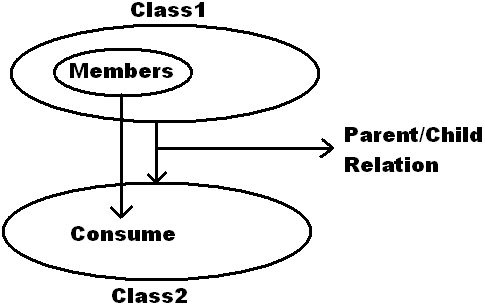 Class1
Members
Parent/Child
Relation
Consume
Class2